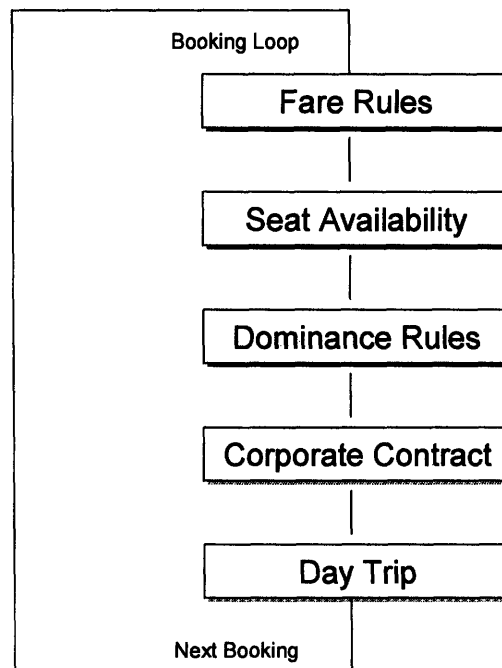 Booking Loop
Fare Rules
Seat Availability
Dominance Rules
Corporate Contract
Day Trip
Next Booking